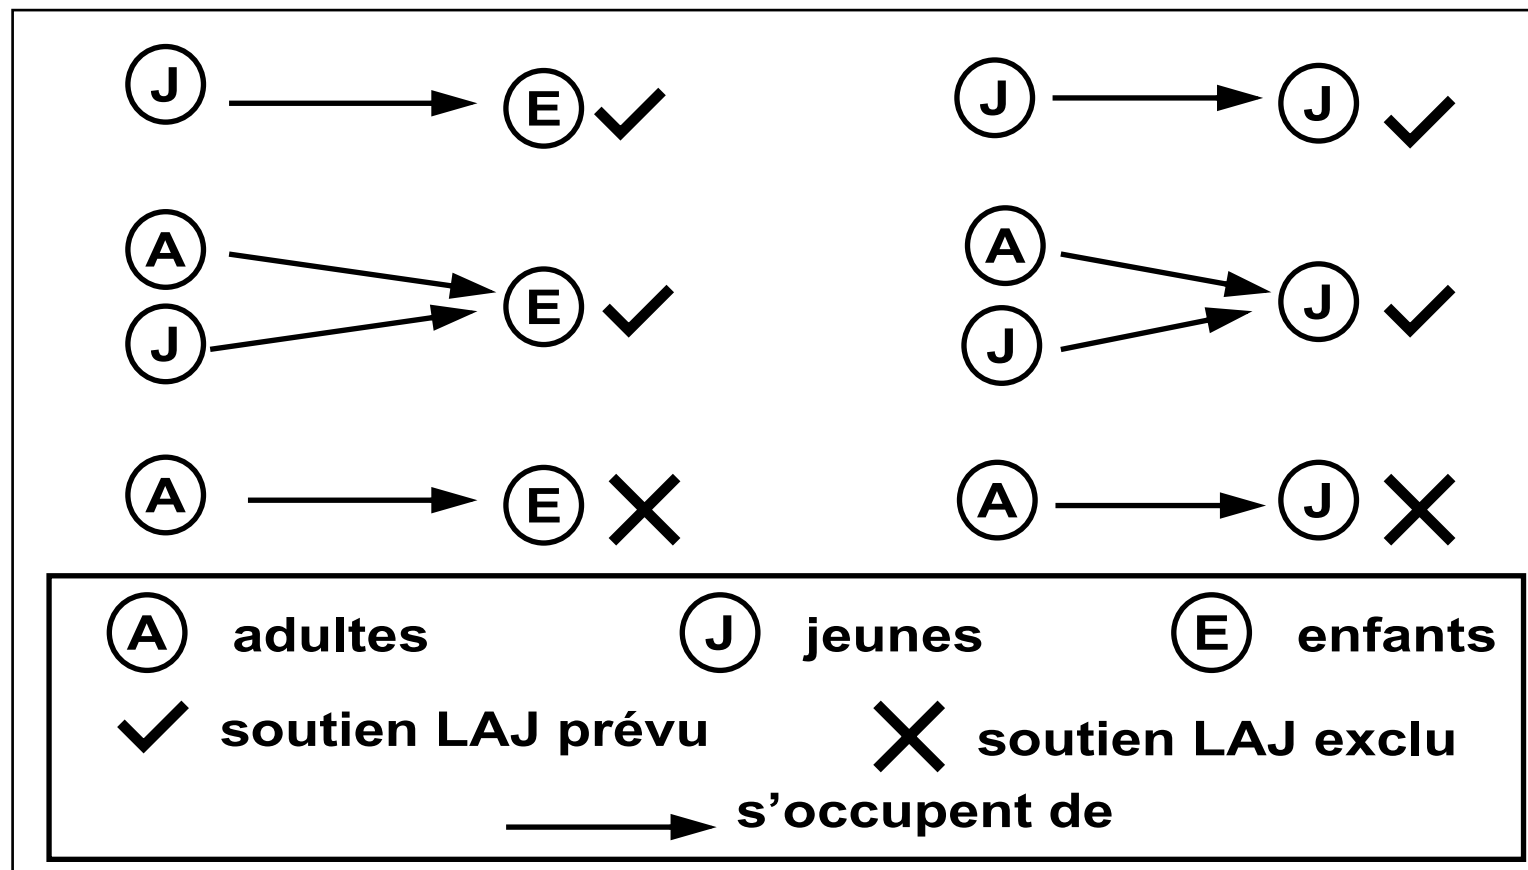 J E J J
A A
E J
J J
A E A J
A adultes J jeunes E enfants
soutien LAJ prévu soutien LAJ exclu
s’occupent de